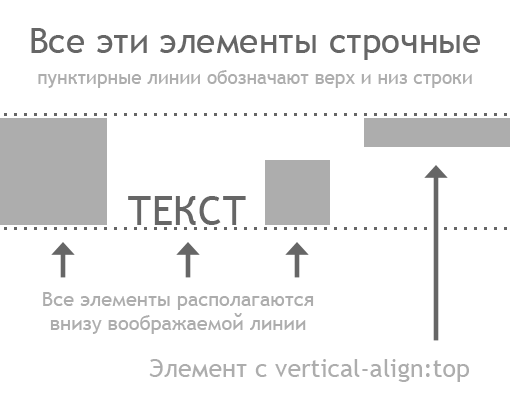 Все эти элементы строчные
пунктирные линии обозначают верх и низ строки
ТЕКСТ
Все элементы располагаются
внизу воображаемой линии
Элемент с vertical-align:top